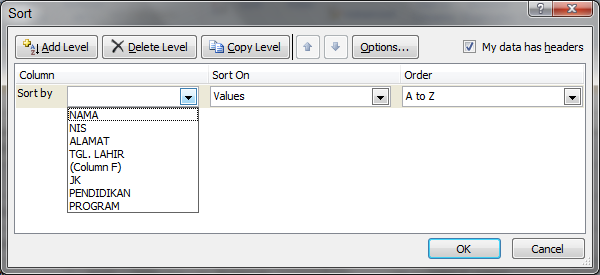 Sort
Add Level Delete Level Copy Level Options... My data has headers
Column Sort On Order
Sort by Values A to Z
NAMA
NIS
ALAMAT
TGL. LAHIR
(Column F)
JK
PENDIDIKAN
PROGRAM
OK Cancel